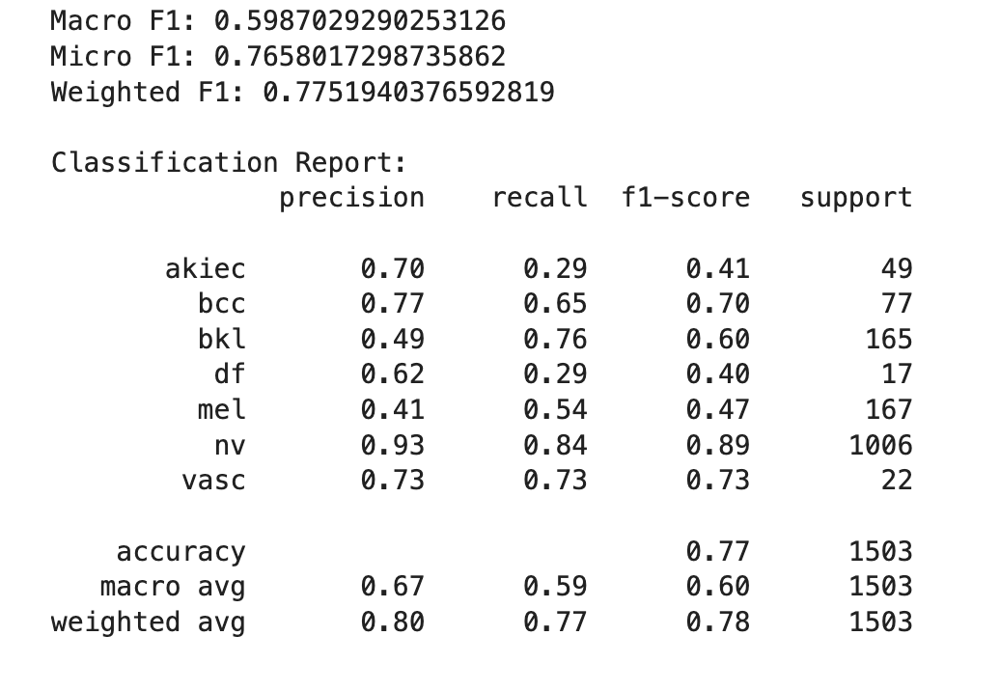 Macro F1: 0.5987029290253126
Micro F1: 0.7658017298735862
Weighted F1: 0.7751940376592819
Classification Report:
precision recall f1-score support
akiec 0.70 0.29 0.41 49
bcc 0.77 0.65 0.70 77
bkl 0.49 0.76 0.60 165
df 0.62 0.29 0.40 17
mel 0.41 0.54 0.47 167
nv 0.93 0.84 0.89 1006
vasc 0.73 0.73 0.73 22
accuracy 0.77 1503
macro avg 0.67 0.59 0.60 1503
weighted avg 0.80 0.77 0.78 1503